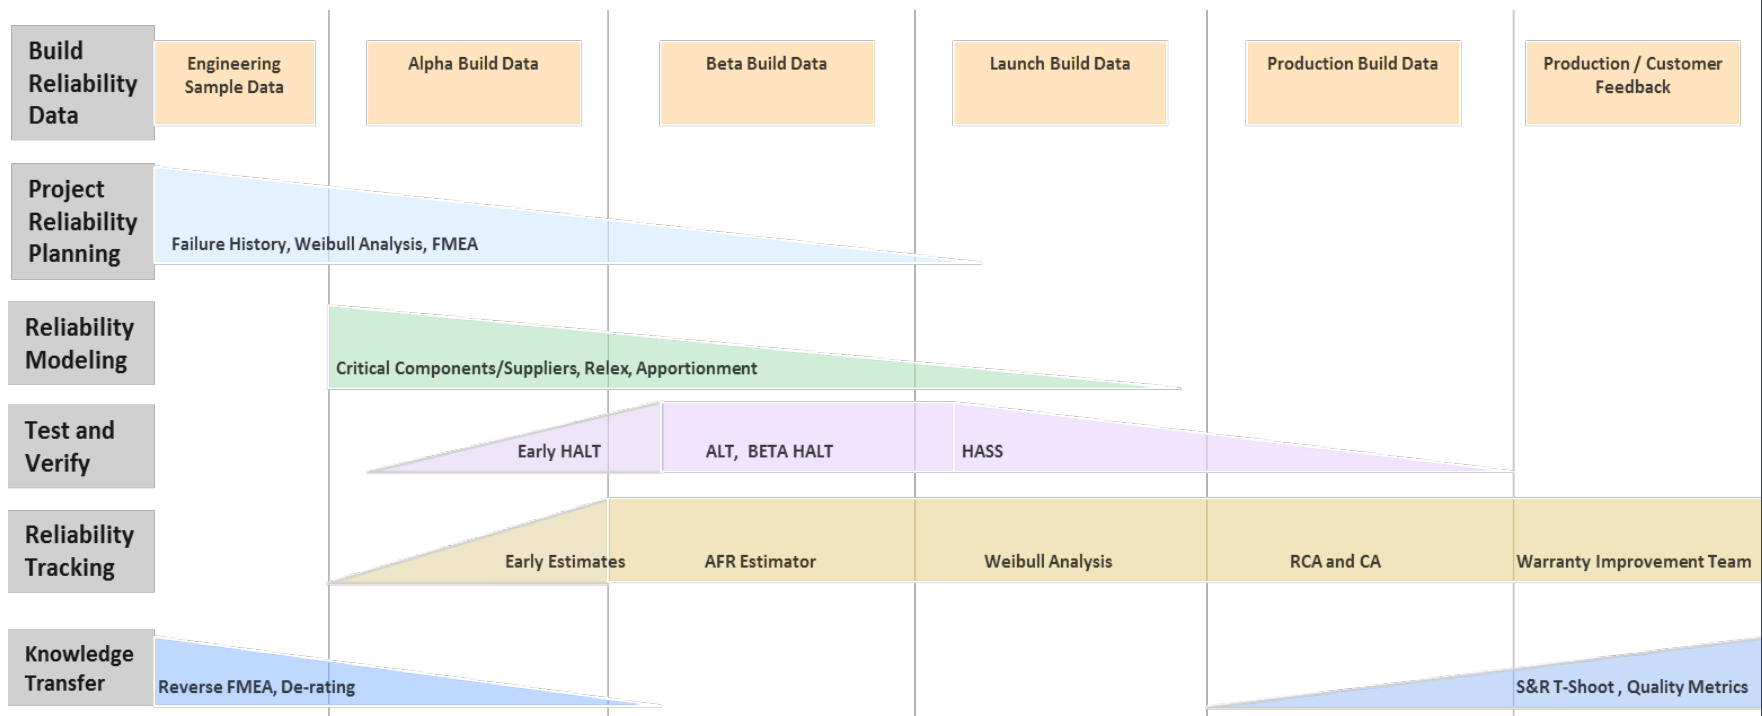 Build
Reliability
Data
Engineering
Sample Data
Alpha Build Data
Beta Build Data
Launch Build Data
Production Build Data
Production / Customer
Feedback
Project
Reliability
Planning
Failure History, Weibull Analysis, FMEA
Reliability
Modeling
Critical Components/Suppliers, Relex, Apportionment
Test and
Verify
Early HALT
ALT, BETA HALT
HASS
Reliability
Tracking
Early Estimates
AFR Estimator
Weibull Analysis
RCA and CA
Warranty Improvement Team
Knowledge
Transfer
Reverse FMEA, De-rating
S&R T-Shoot , Quality Metrics